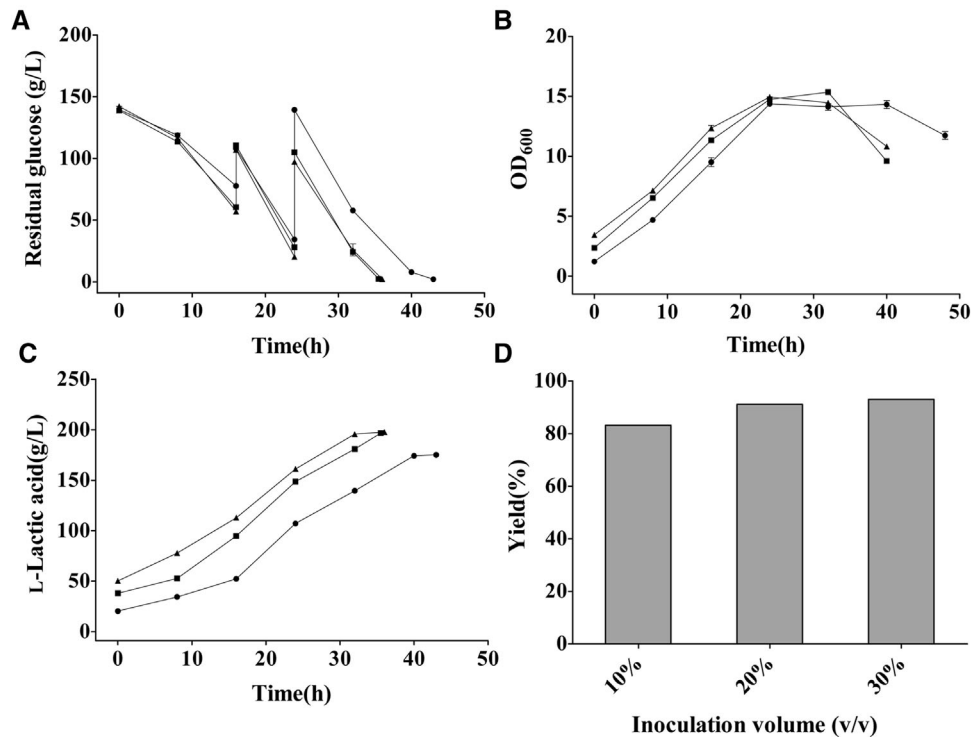 A
Residual glucose (g/L)
200
150
100
50
0
0 10 20 30 40 50
Time(h)
B
OD600
20
15
10
5
0
0 10 20 30 40 50
Time(h)
C
L-Lactic acid(g/L)
250
200
150
100
50
0
0 10 20 30 40 50
Time(h)
D
Yield(%)
100
80
60
40
20
0
10% 20% 30%
Inoculation volume (v/v)